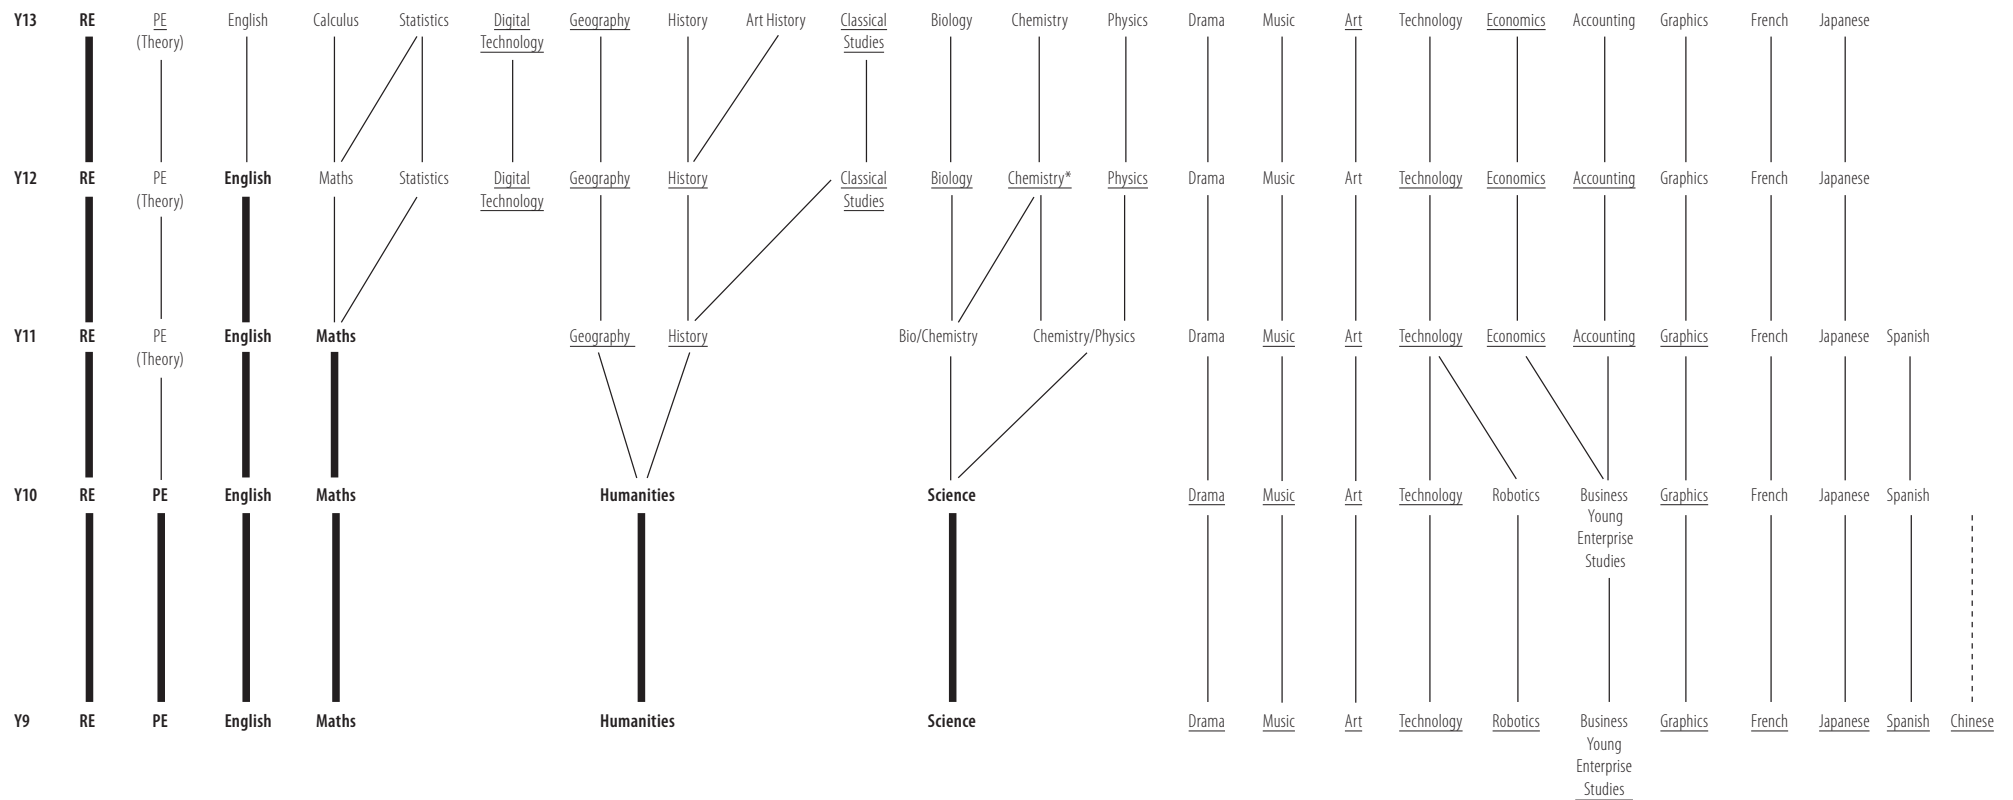 Y13 RE PE English Calculus Statistics Digital Geography History Art History Classical Biology Chemistry Physics Drama Music Art Technology Economics Accounting Graphics French Japanese
(Theory) Technology Studies
Y12 RE PE English Maths Statistics Digital Geography History Classical Biology Chemistry* Physics Drama Music Art Technology Economics Accounting Graphics French Japanese
(Theory) Technology Studies
Y11 RE PE English Maths Geography History Bio/Chemistry Chemistry/Physics Drama Music Art Technology Economics Accounting Graphics French Japanese Spanish
(Theory)
Y10 RE PE English Maths Humanities Science Drama Music Art Technology Robotics Business Graphics French Japanese Spanish
Young
Enterprise
Studies
Y9 RE PE English Maths Humanities Science Drama Music Art Technology Robotics Business Graphics French Japanese Spanish Chinese
Young
Enterprise
Studies